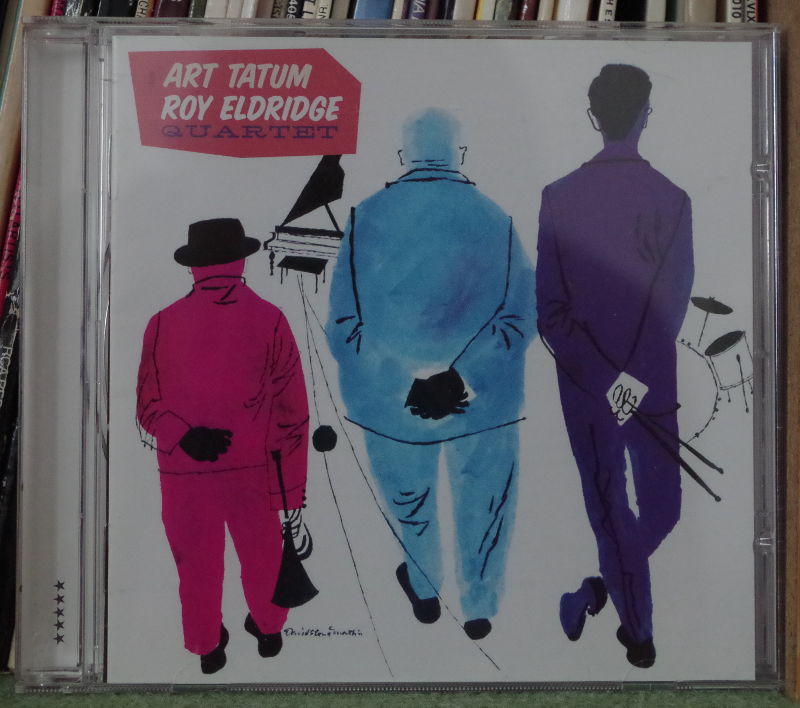 ART TATUM
ROY ELDRIDGE
QUARTET
David Stone Martin